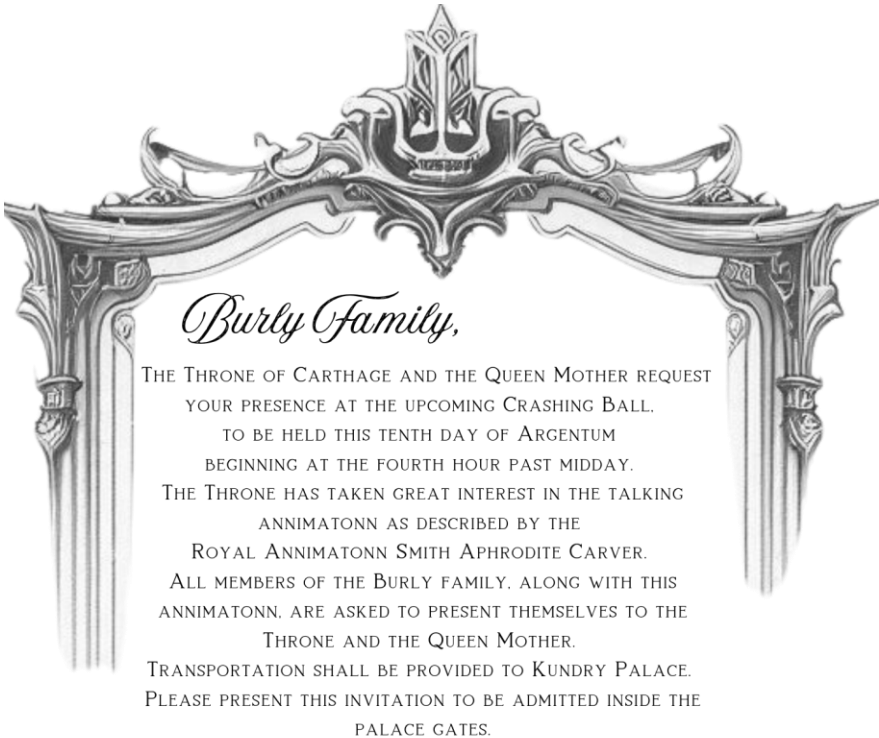 Burly Family,
The Throne of Carthage and the Queen Mother request
your presence at the upcoming Crashing Ball,
to be held this tenth day of Argentum
beginning at the fourth hour past midday.
The Throne has taken great interest in the talking
annimatonn as described by the
Royal Annimatonn Smith Aphrodite Carver.
All members of the Burly family, along with this
annimatonn, are asked to present themselves to the
Throne and the Queen Mother.
Transportation shall be provided to Kundry Palace.
Please present this invitation to be admitted inside the
palace gates.